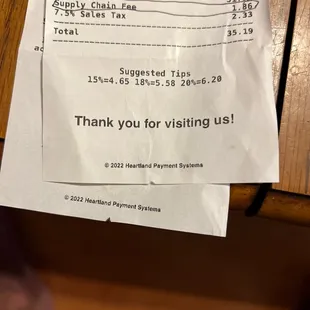 Supply Chain Fee 1.86
7.5% Sales Tax 2.33
Total 35.19
Suggested Tips
15%=4.65 18%=5.58 20%=6.20
Thank you for visiting us!
© 2022 Heartland Payment Systems
© 2022 Heartland Payment Systems